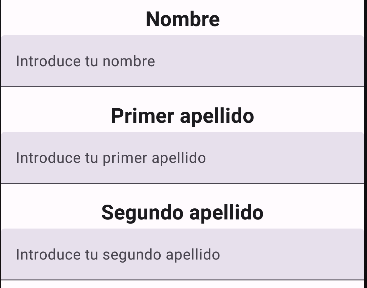 Nombre
Introduce tu nombre
Primer apellido
Introduce tu primer apellido
Segundo apellido
Introduce tu segundo apellido